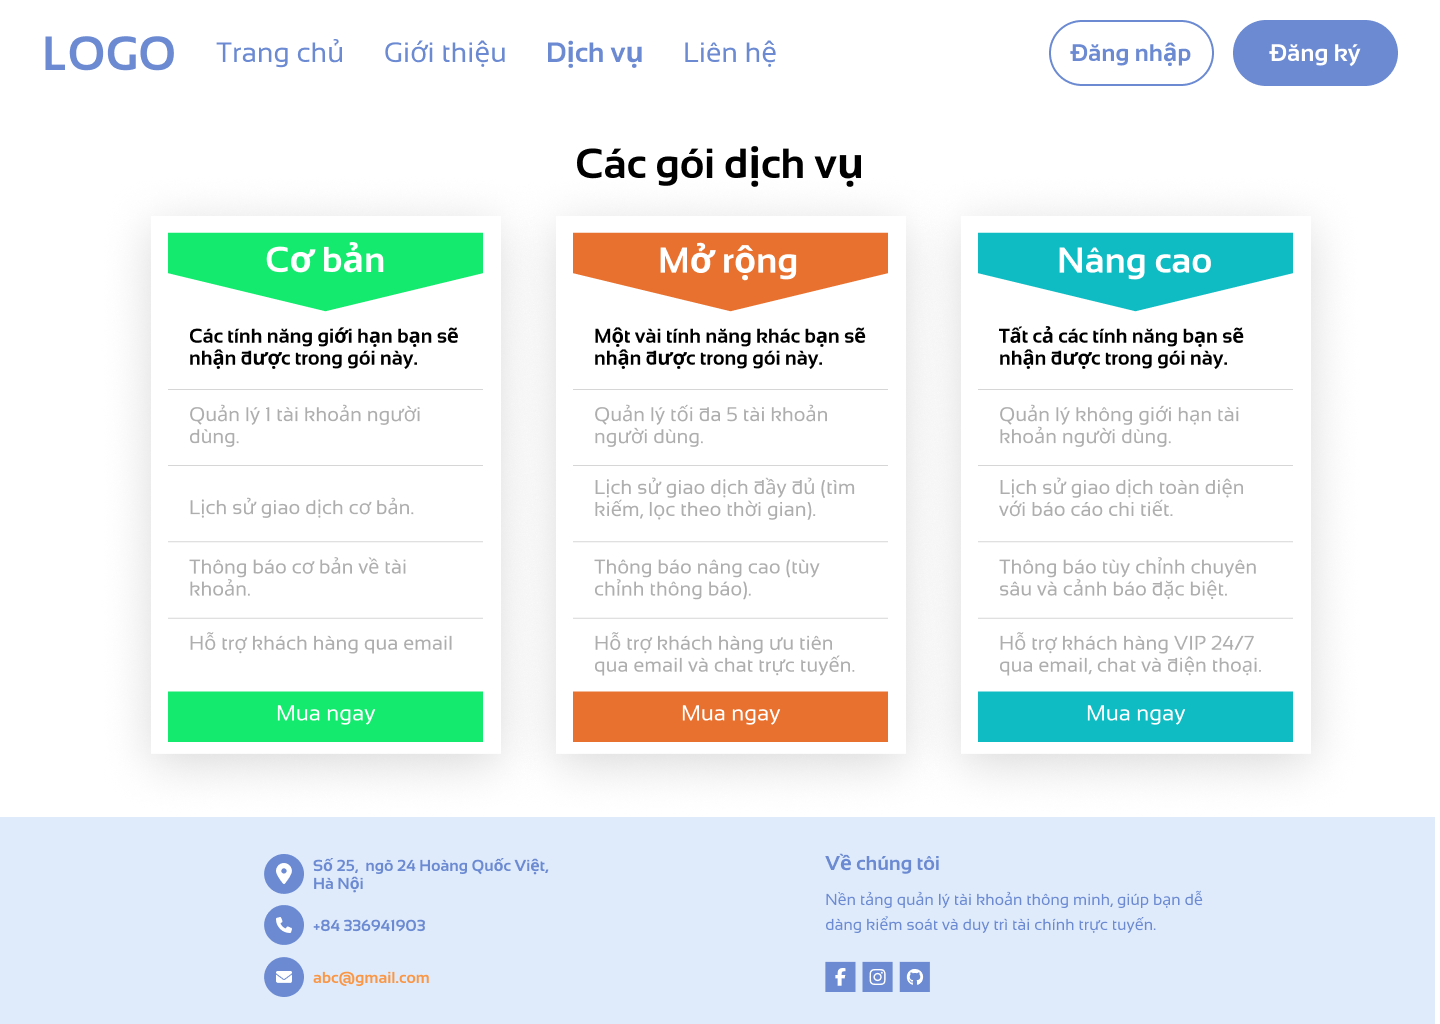 LOGO Trang chủ Giới thiệu Dịch vụ Liên hệ Đăng nhập Đăng ký
Các gói dịch vụ
Cơ bản
Các tính năng giới hạn bạn sẽ
nhận được trong gói này.
Quản lý 1 tài khoản người
dùng.
Lịch sử giao dịch cơ bản.
Thông báo cơ bản về tài
khoản.
Hỗ trợ khách hàng qua email
Mua ngay
Mở rộng
Một vài tính năng khác bạn sẽ
nhận được trong gói này.
Quản lý tối đa 5 tài khoản
người dùng.
Lịch sử giao dịch đầy đủ (tìm
kiếm, lọc theo thời gian).
Thông báo nâng cao (tùy
chỉnh thông báo).
Hỗ trợ khách hàng ưu tiên
qua email và chat trực tuyến.
Mua ngay
Nâng cao
Tất cả các tính năng bạn sẽ
nhận được trong gói này.
Quản lý không giới hạn tài
khoản người dùng.
Lịch sử giao dịch toàn diện
với báo cáo chi tiết.
Thông báo tùy chỉnh chuyên
sâu và cảnh báo đặc biệt.
Hỗ trợ khách hàng VIP 24/7
qua email, chat và điện thoại.
Mua ngay
Số 25, ngõ 24 Hoàng Quốc Việt,
Hà Nội
+84 336941903
abc@gmail.com
Về chúng tôi
Nền tảng quản lý tài khoản thông minh, giúp bạn dễ
dàng kiểm soát và duy trì tài chính trực tuyến.